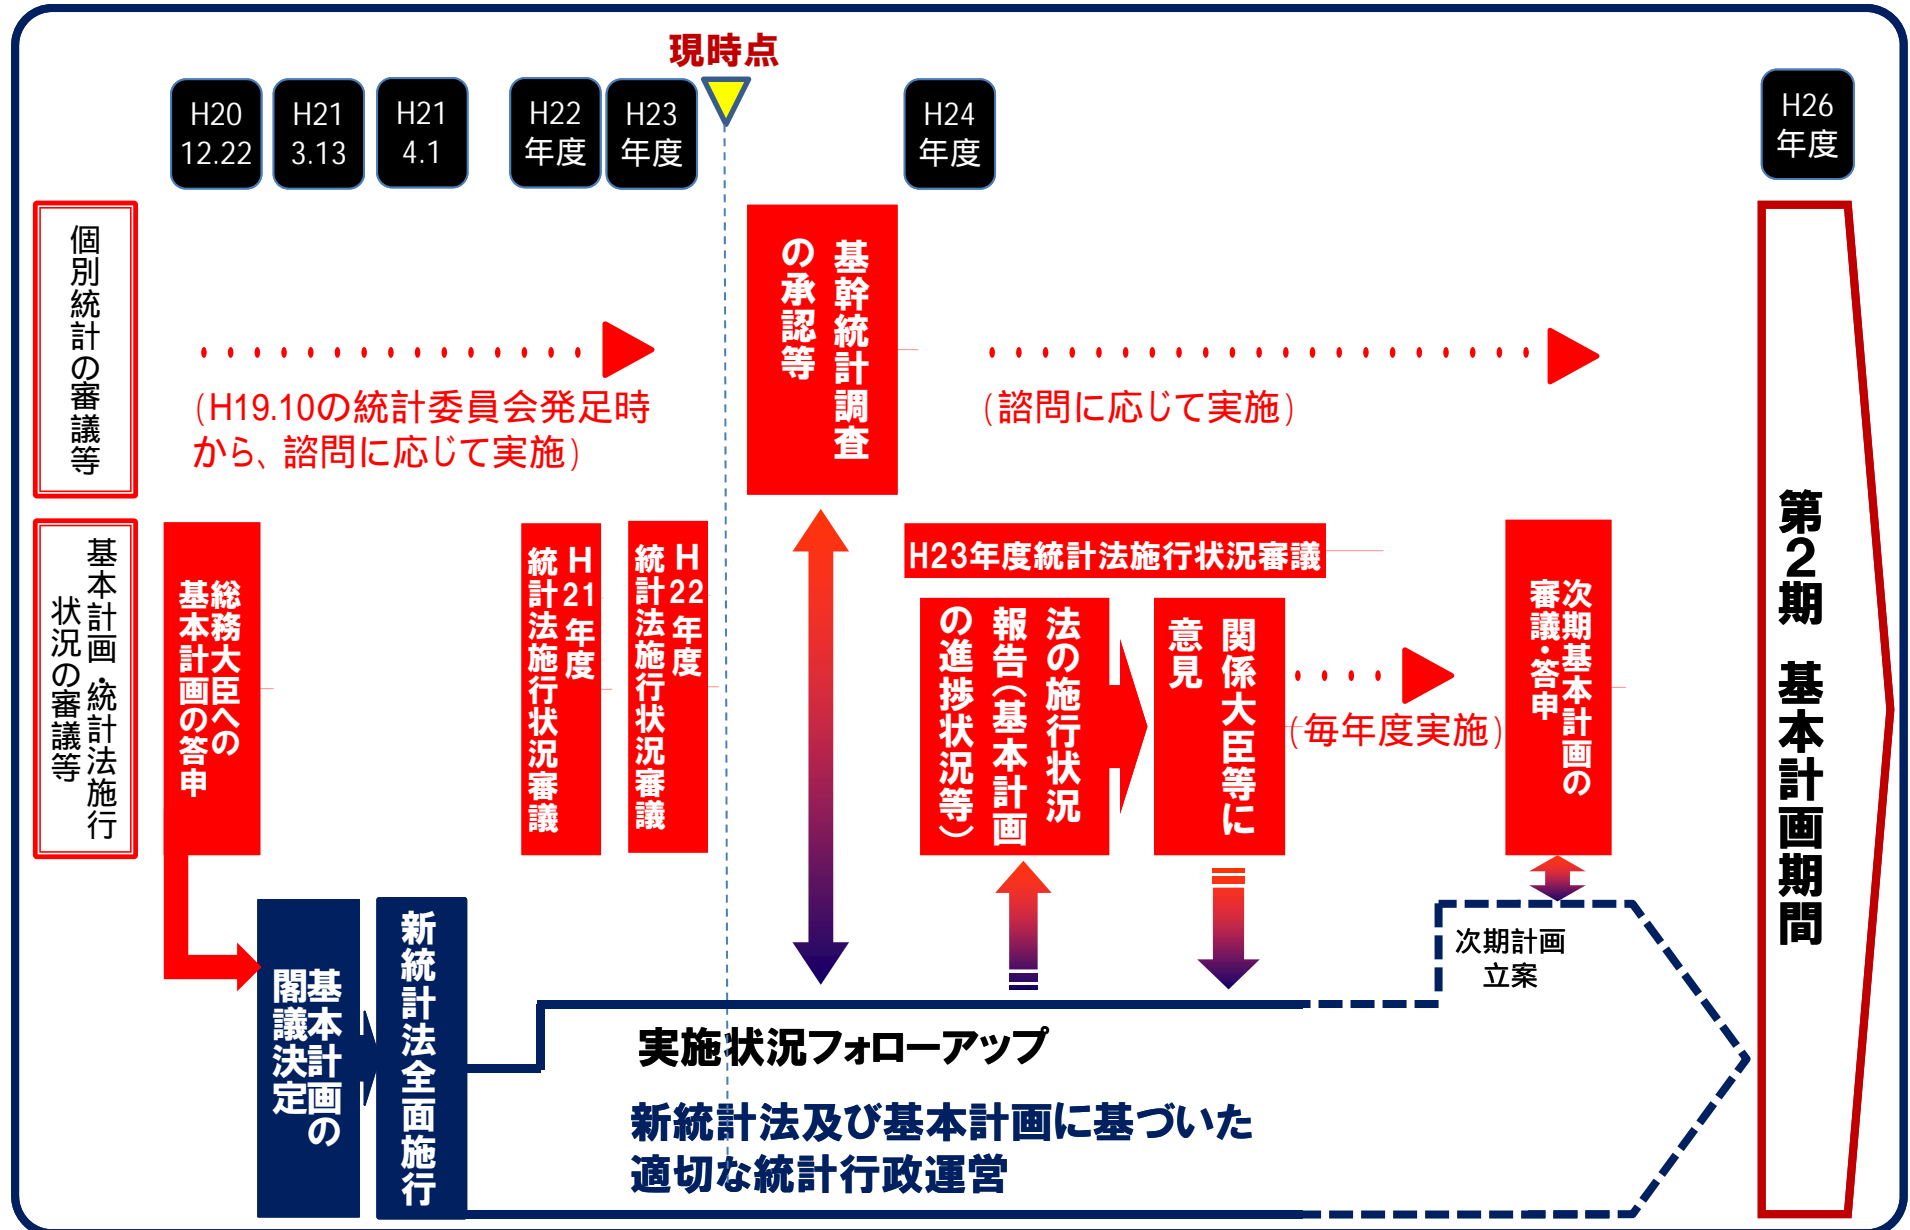 現時点
H20
12.22
H21
3.13
H21
4.1
H22
年度
H23
年度
H24
年度
H26
年度
個別統計の審議等
(H19.10の統計委員会発足時
から、諮問に応じて実施)
基幹統計調査
の承認等
(諮問に応じて実施)
基本計画・統計法施行
状況の審議等
総務大臣への
基本計画の答申
H21年度
統計法施行状況審議
H22年度
統計法施行状況審議
H23年度統計法施行状況審議
法の施行状況
報告(基本計画
の進捗状況等)
関係大臣等に
意見
(毎年度実施)
次期基本計画の
審議・答申
第2期 基本計画期間
基本計画の
閣議決定
新統計法全面施行
次期計画
立案
実施状況フォローアップ
新統計法及び基本計画に基づいた
適切な統計行政運営